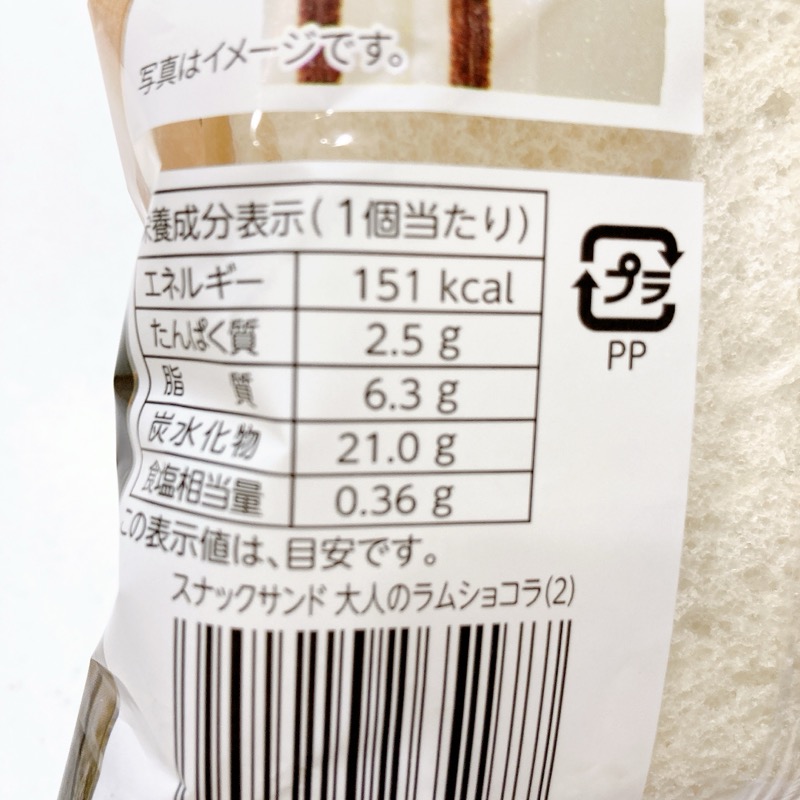 写真はイメージです。
栄養成分表示(1個当たり)
エネルギー 151 kcal
たんぱく質 2.5 g
脂質 6.3 g
炭水化物 21.0 g
食塩相当量 0.36 g
この表示値は、目安です。
プラ
PP
スナックサンド 大人のラムショコラ(2)